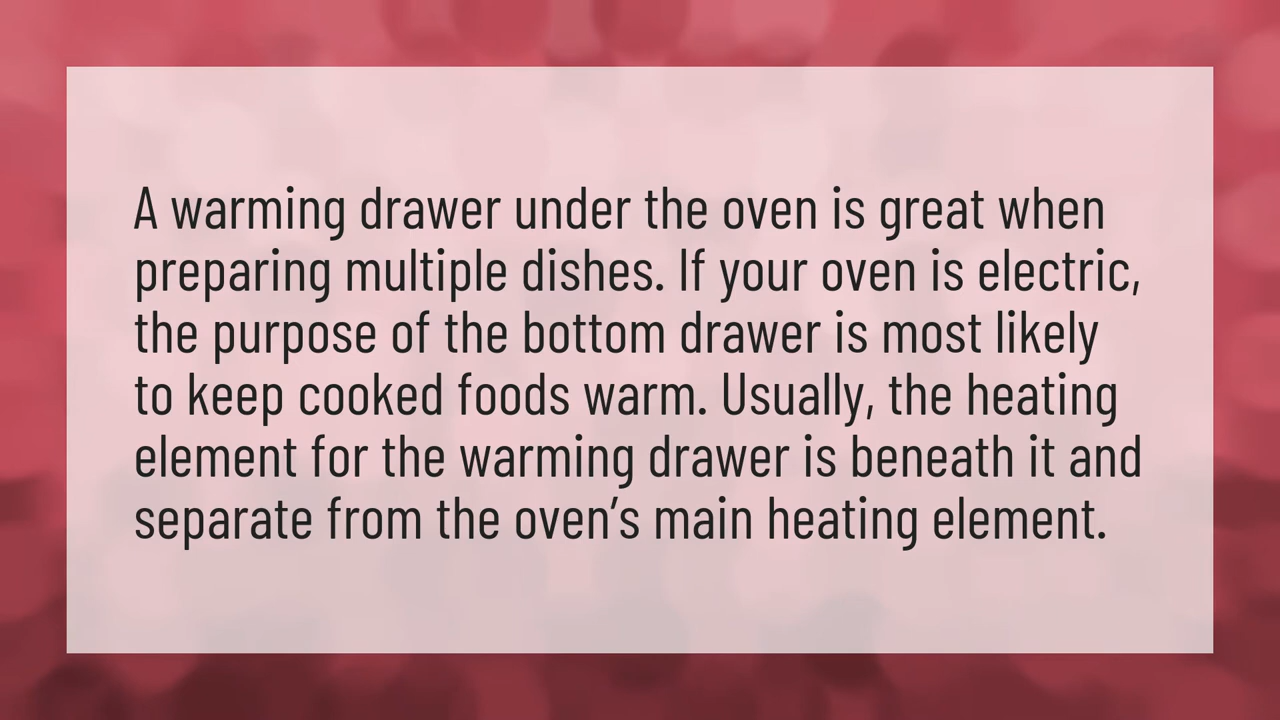 A warming drawer under the oven is great when
preparing multiple dishes. If your oven is electric,
the purpose of the bottom drawer is most likely
to keep cooked foods warm. Usually, the heating
element for the warming drawer is beneath it and
separate from the oven’s main heating element.